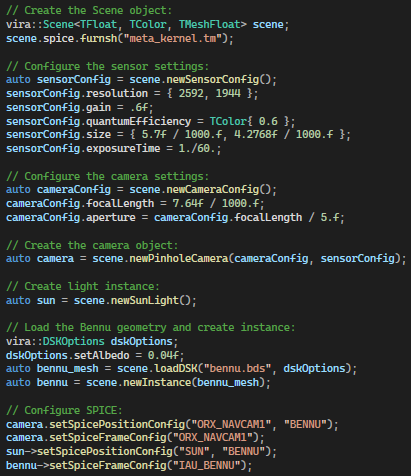 // Create the Scene object:
vira::Scene<TFloat, TColor, TMeshFloat> scene;
scene.spice.furnsh("meta_kernel.tm");
// Configure the sensor settings:
auto sensorConfig = scene.newSensorConfig();
sensorConfig.resolution = { 2592, 1944 };
sensorConfig.gain = .6f;
sensorConfig.quantumEfficiency = TColor{ 0.6 };
sensorConfig.size = { 5.7f / 1000.f, 4.2768f / 1000.f };
sensorConfig.exposureTime = 1./60.;
// Configure the camera settings:
auto cameraConfig = scene.newCameraConfig();
cameraConfig.focalLength = 7.64f / 1000.f;
cameraConfig.aperture = cameraConfig.focalLength / 5.f;
// Create the camera object:
auto camera = scene.newPinholeCamera(cameraConfig, sensorConfig);
// Create light instance:
auto sun = scene.newSunLight();
// Load the Bennu geometry and create instance:
vira::DSKOptions dskOptions;
dskOptions.setAlbedo = 0.04f;
auto bennu_mesh = scene.loadDSK("bennu.bds", dskOptions);
auto bennu = scene.newInstance(bennu_mesh);
// Configure SPICE:
camera.setSpicePositionConfig("ORX_NAVCAM1", "BENNU");
camera.setSpiceFrameConfig("ORX_NAVCAM1");
sun->setSpicePositionConfig("SUN", "BENNU");
bennu->setSpiceFrameConfig("IAU_BENNU");